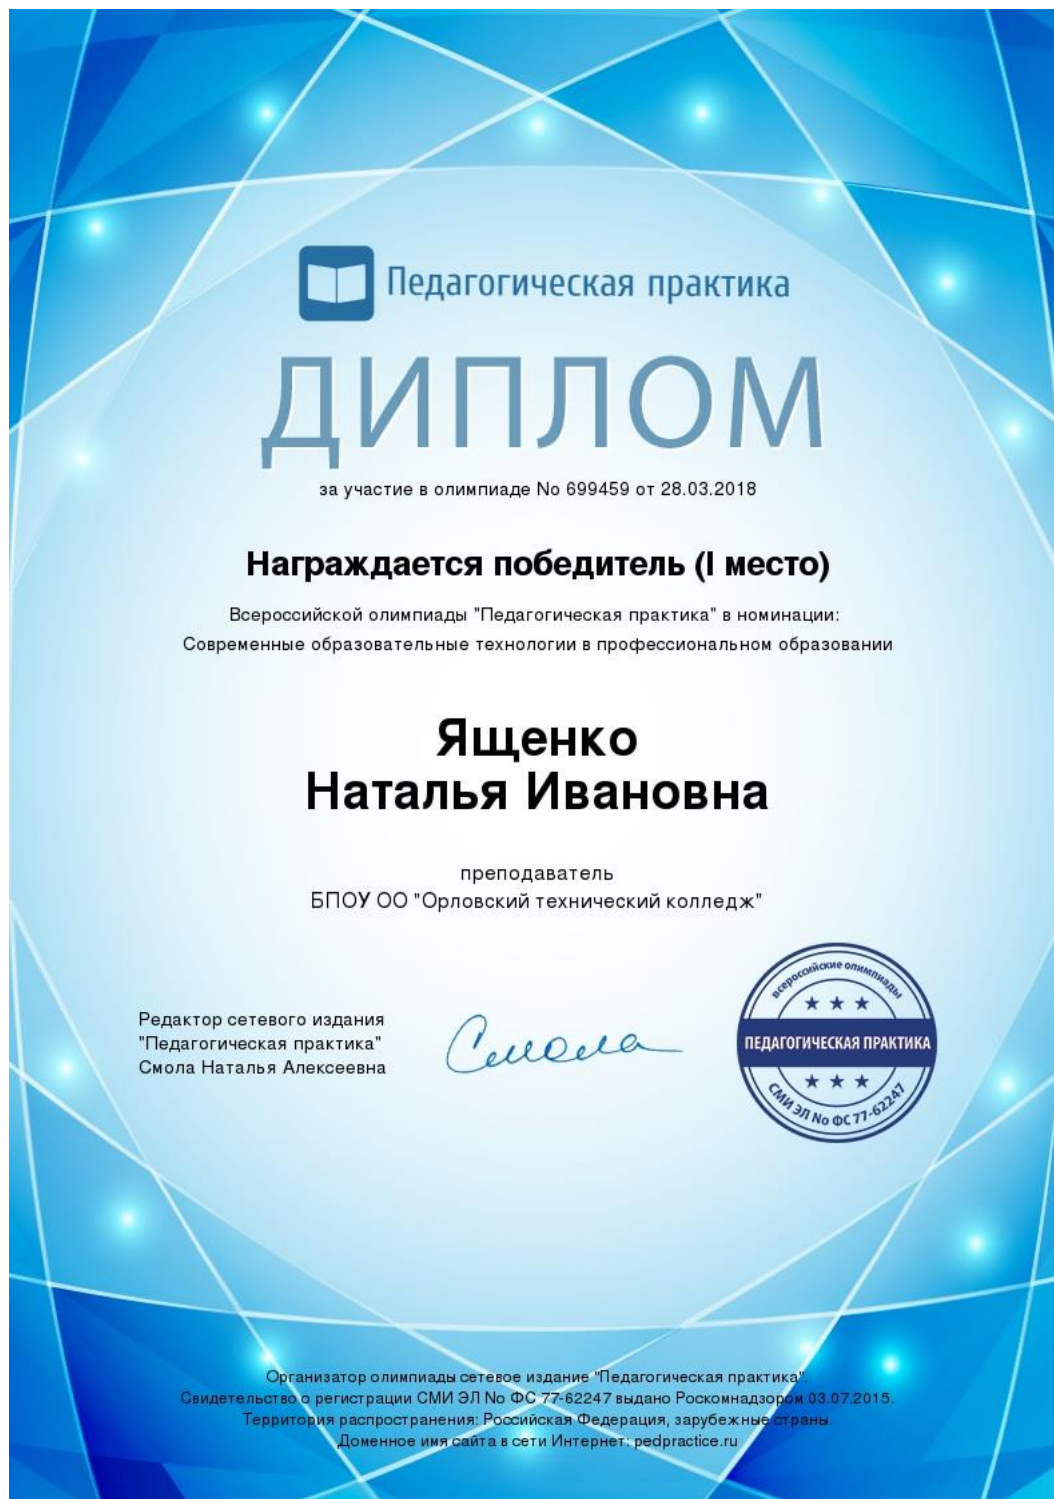 Педагогическая практика
ДИПЛОМ
за участие в олимпиаде No 699459 от 28.03.2018
Награждается победитель (I место)
Всероссийской олимпиады "Педагогическая практика" в номинации:
Современные образовательные технологии в профессиональном образовании
Ященко
Наталья Ивановна
преподаватель
БПОУ ОО "Орловский технический колледж"
Редактор сетевого издания
"Педагогическая практика"
Смола Наталья Алексеевна
Смола
всероссийские олимпиады
ПЕДАГОГИЧЕСКАЯ ПРАКТИКА
СМИ ЭЛ No ФС 77-62247
Организатор олимпиады сетевое издание "Педагогическая практика".
Свидетельство о регистрации СМИ ЭЛ No ФС 77-62247 выдано Роскомнадзором 03.07.2015.
Территория распространения: Российская Федерация, зарубежные страны.
Доменное имя сайта в сети Интернет: pedpractice.ru